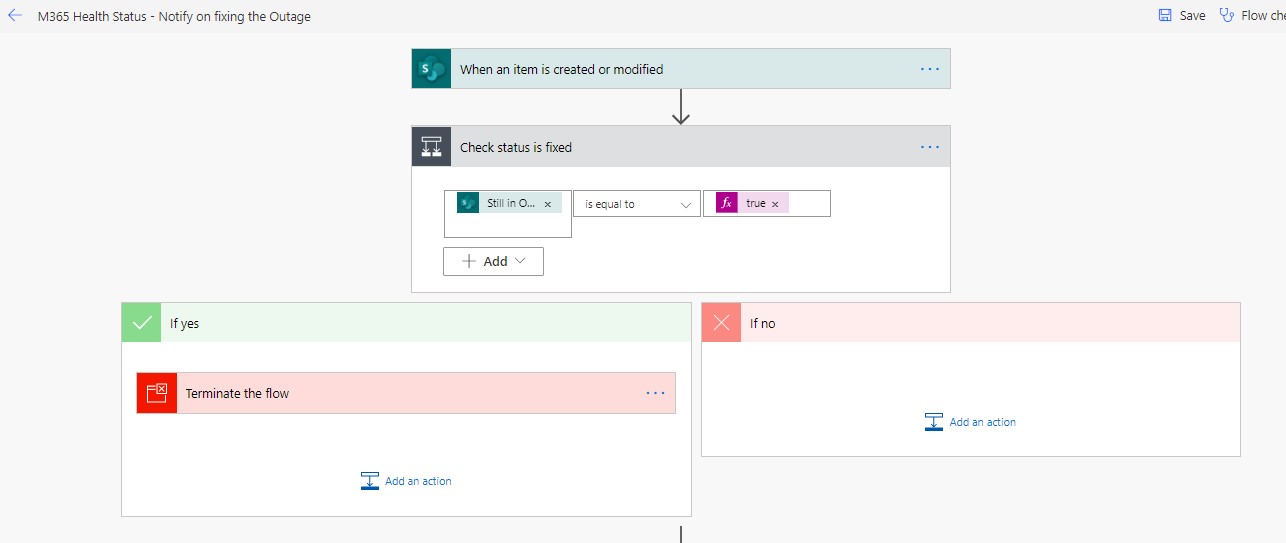 M365 Health Status - Notify on fixing the Outage
Save
Flow che
When an item is created or modified
...
Check status is fixed
...
Still in O... ×
is equal to
fx true ×
+ Add
If yes
If no
Terminate the flow
...
Add an action
Add an action